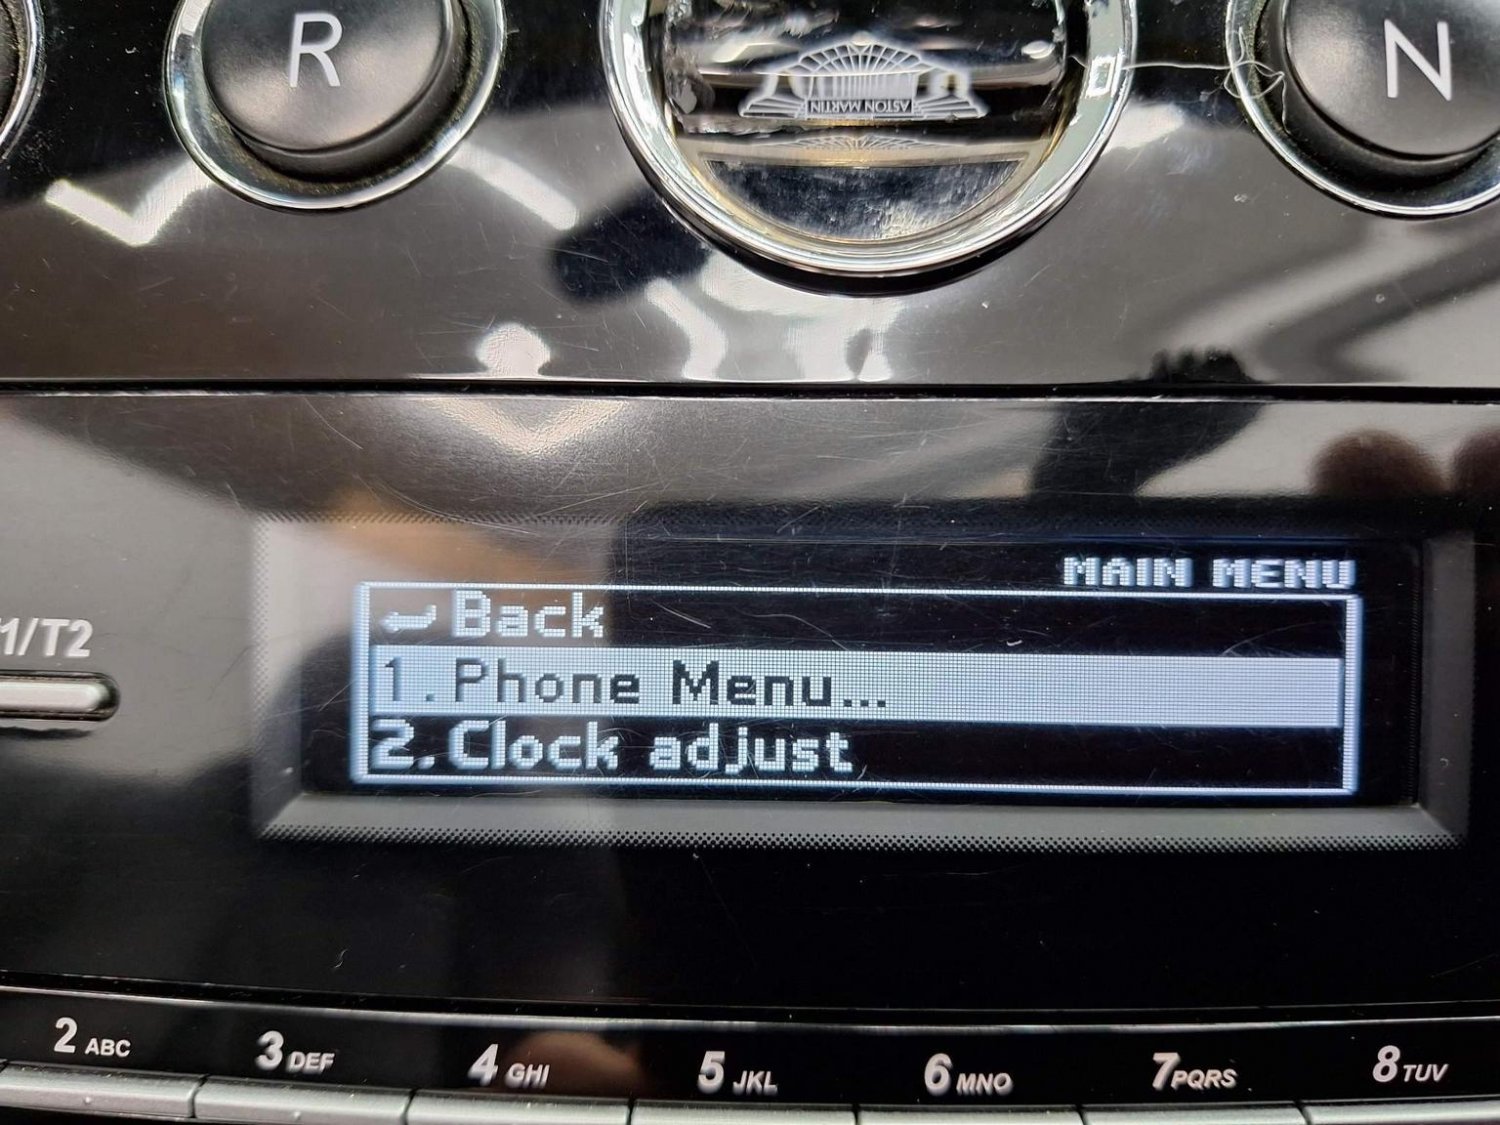 R
N
ASTON MARTIN
MAIN MENU
Back
1. Phone Menu...
2. Clock adjust
1/T2
2 ABC
3 DEF
4 GHI
5 JKL
6 MNO
7 PQRS
8 TUV